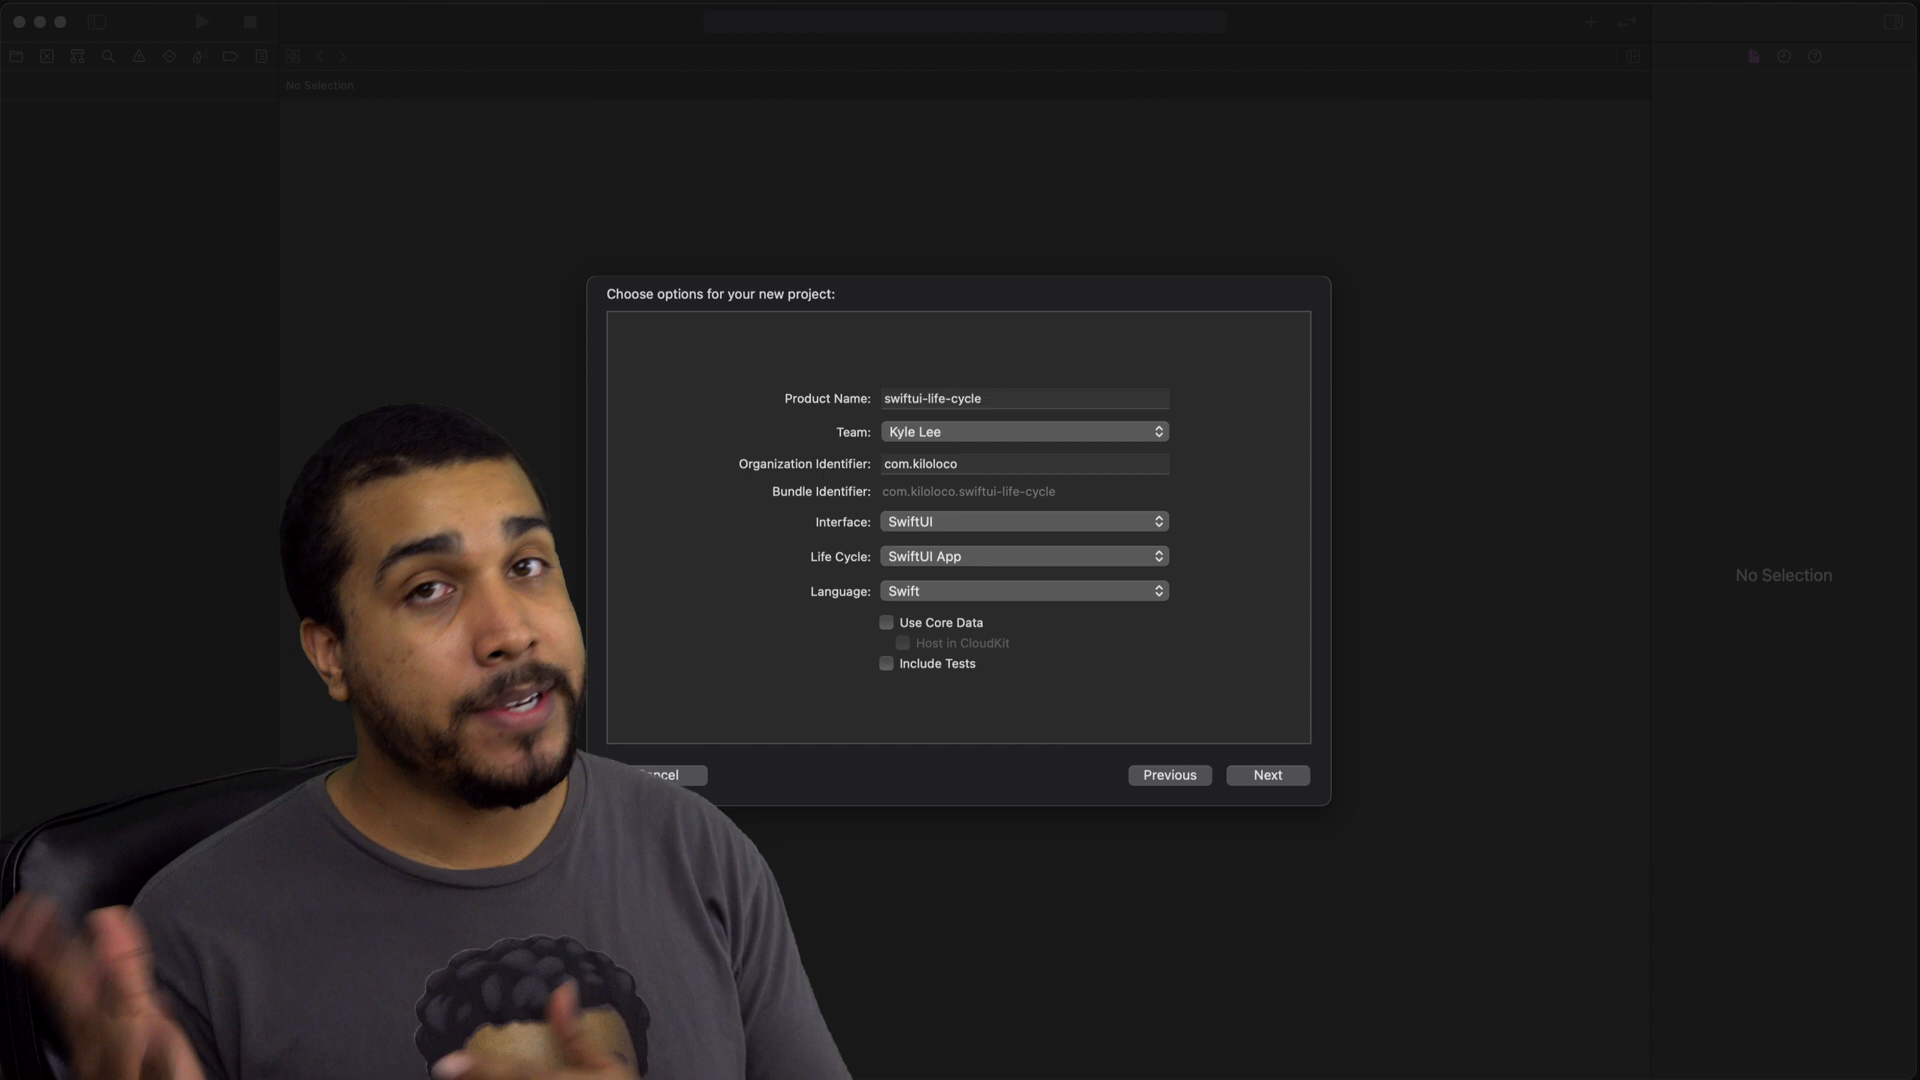 No Selection
Choose options for your new project:
Product Name: swiftui-life-cycle
Team: Kyle Lee
Organization Identifier: com.kiloloco
Bundle Identifier: com.kiloloco.swiftui-life-cycle
Interface: SwiftUI
Life Cycle: SwiftUI App
Language: Swift
Use Core Data
Host in CloudKit
Include Tests
No Selection
ncel
Previous
Next